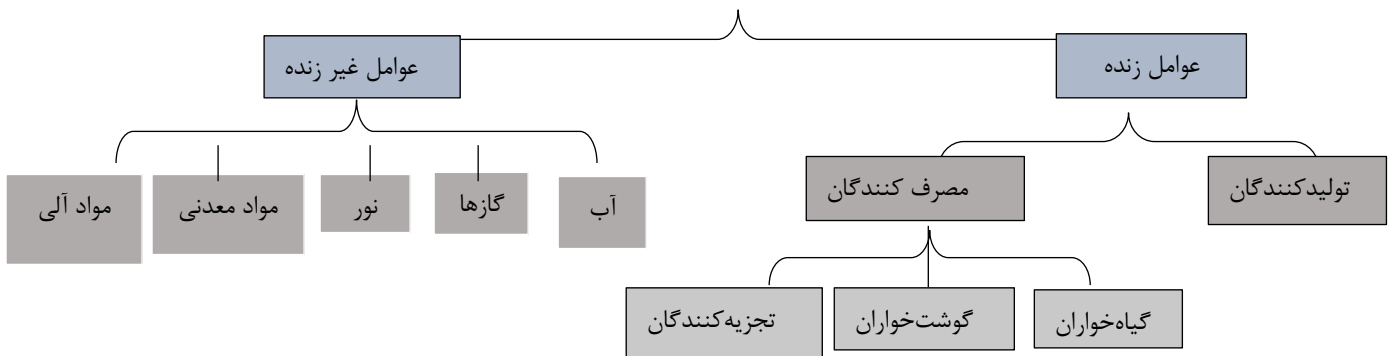 عوامل زنده
عوامل غیر زنده
تولیدکنندگان
مصرف کنندگان
آب
گازها
نور
مواد معدنی
مواد آلی
گیاه‌خواران
گوشت‌خواران
تجزیه‌کنندگان